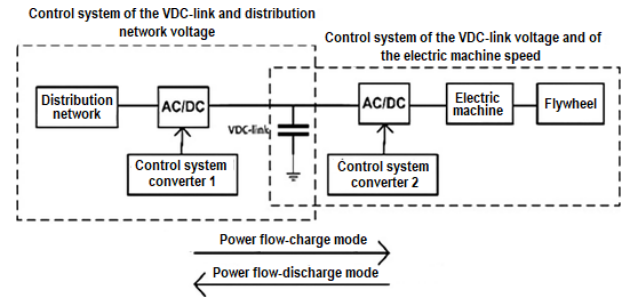 Control system of the VDC-link and distribution
network voltage
Control system of the VDC-link voltage and of
the electric machine speed
Distribution
network
AC/DC
VDC-link
AC/DC
Electric
machine
Flywheel
Control system
converter 1
Control system
converter 2
Power flow-charge mode
Power flow-discharge mode